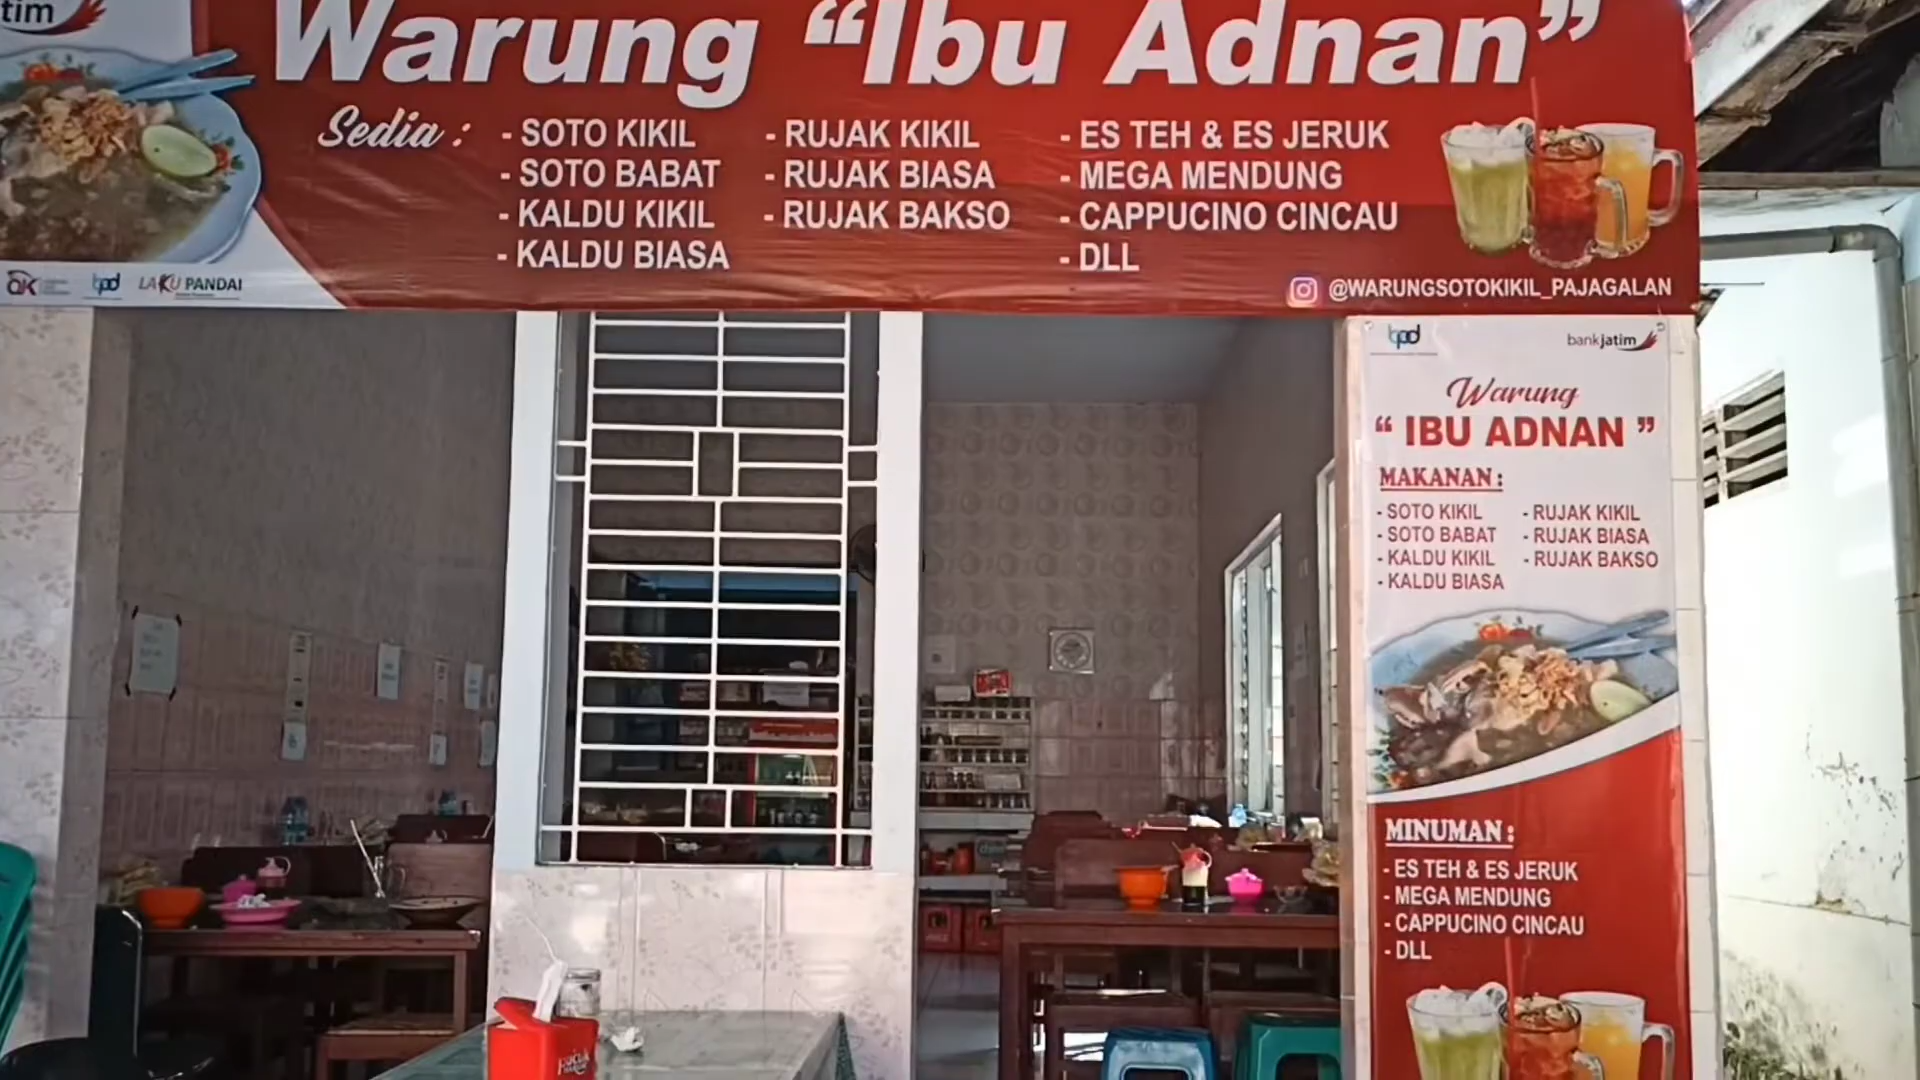 tim
Warung “Ibu Adnan”
Sedia :
- SOTO KIKIL
- SOTO BABAT
- KALDU KIKIL
- KALDU BIASA
- RUJAK KIKIL
- RUJAK BIASA
- RUJAK BAKSO
- ES TEH & ES JERUK
- MEGA MENDUNG
- CAPPUCINO CINCAU
- DLL
bpd
LAKU PANDAI
@WARUNGSOTOKIKIL_PAJAGALAN
bpd
bankjatim
Warung
“ IBU ADNAN ”
MAKANAN :
- SOTO KIKIL
- SOTO BABAT
- KALDU KIKIL
- KALDU BIASA
- RUJAK KIKIL
- RUJAK BIASA
- RUJAK BAKSO
MINUMAN :
- ES TEH & ES JERUK
- MEGA MENDUNG
- CAPPUCINO CINCAU
- DLL